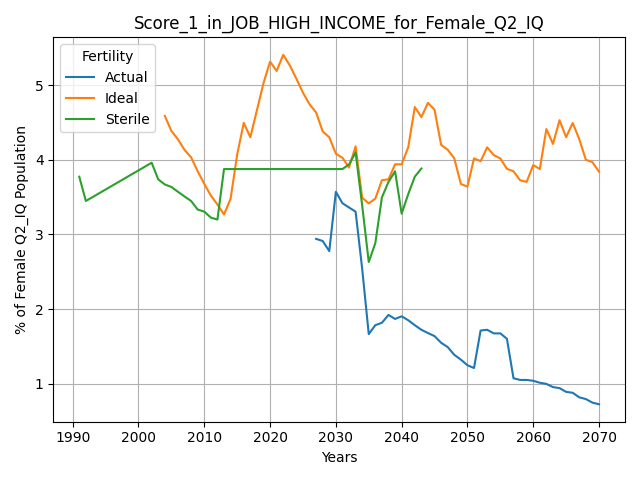 Score_1_in_JOB_HIGH_INCOME_for_Female_Q2_IQ
Fertility
Actual
Ideal
Sterile
% of Female Q2_IQ Population
5
4
3
2
1
1990 2000 2010 2020 2030 2040 2050 2060 2070
Years